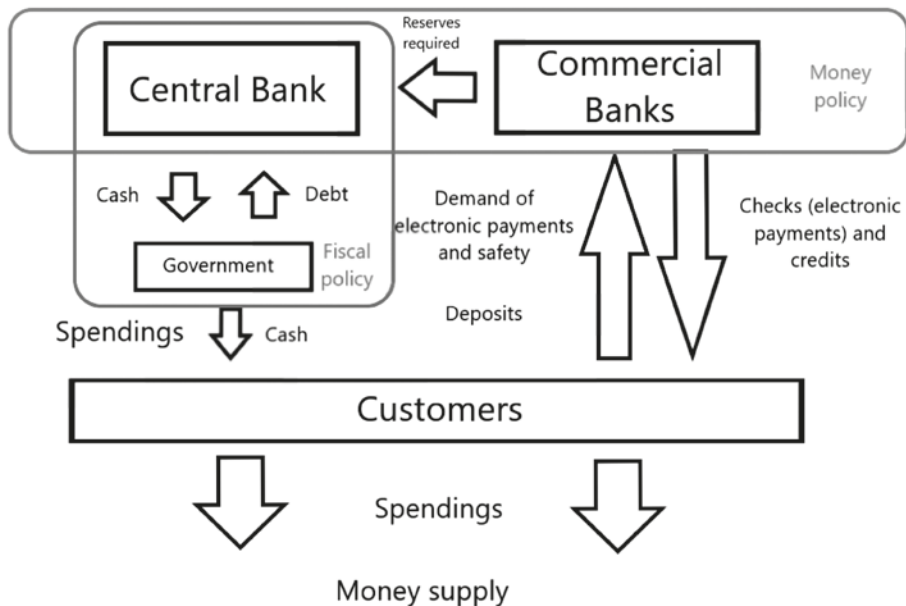 Reserves
required
Central Bank
Commercial
Banks
Money
policy
Cash
Debt
Government
Fiscal
policy
Demand of
electronic payments
and safety
Deposits
Checks (electronic
payments) and
credits
Spendings
Cash
Customers
Spendings
Money supply